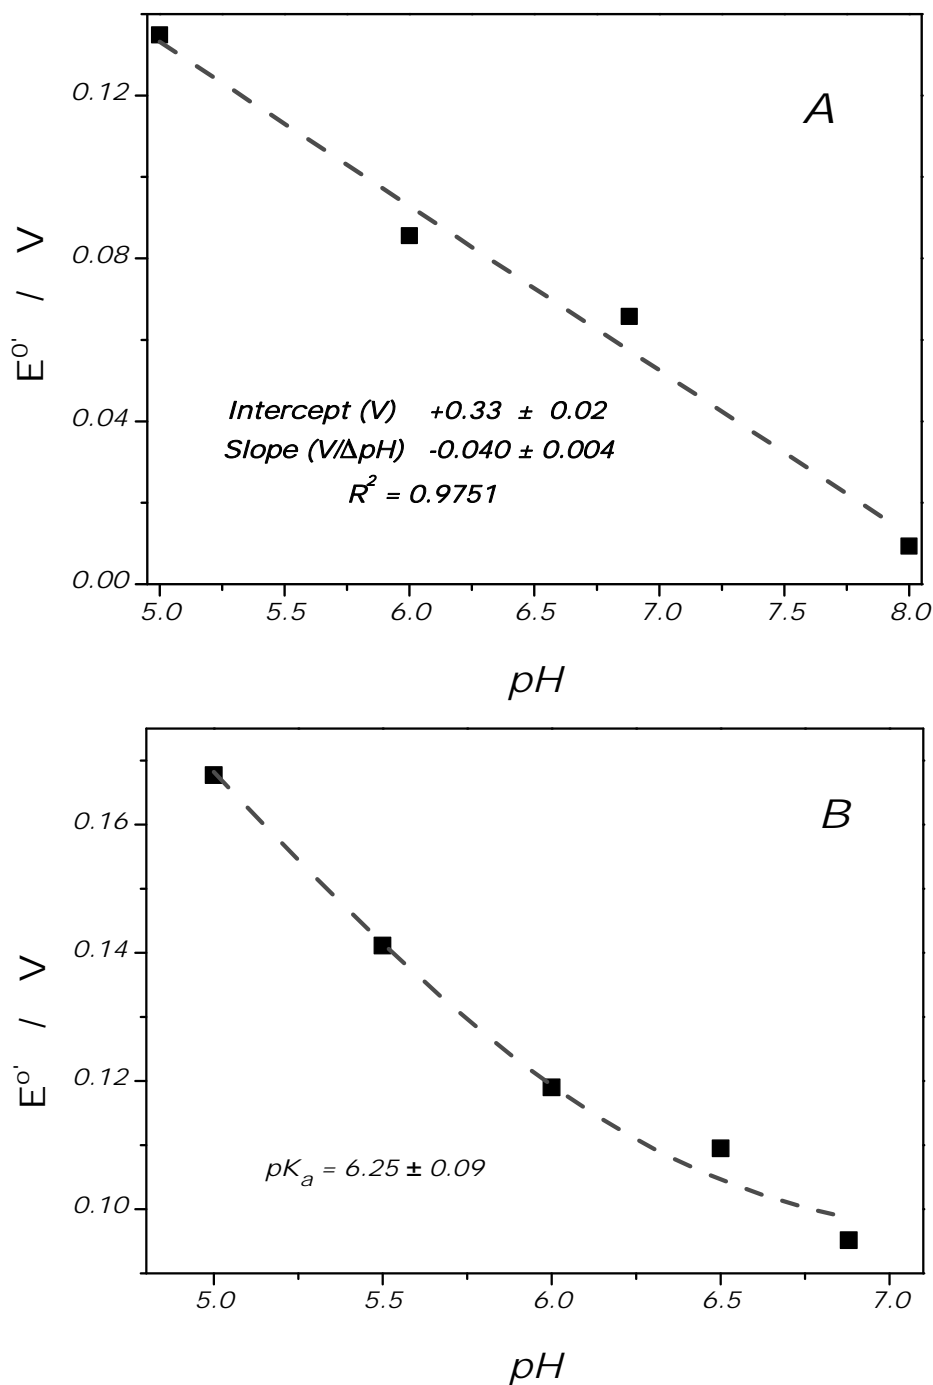 A
0.12
0.08
0.04
0.00
E0' / V
Intercept (V) +0.33 ± 0.02
Slope (V/ΔpH) -0.040 ± 0.004
R2 = 0.9751
5.0 5.5 6.0 6.5 7.0 7.5 8.0
pH
B
0.16
0.14
0.12
0.10
Eo' / V
pKa = 6.25 ± 0.09
5.0 5.5 6.0 6.5 7.0
pH